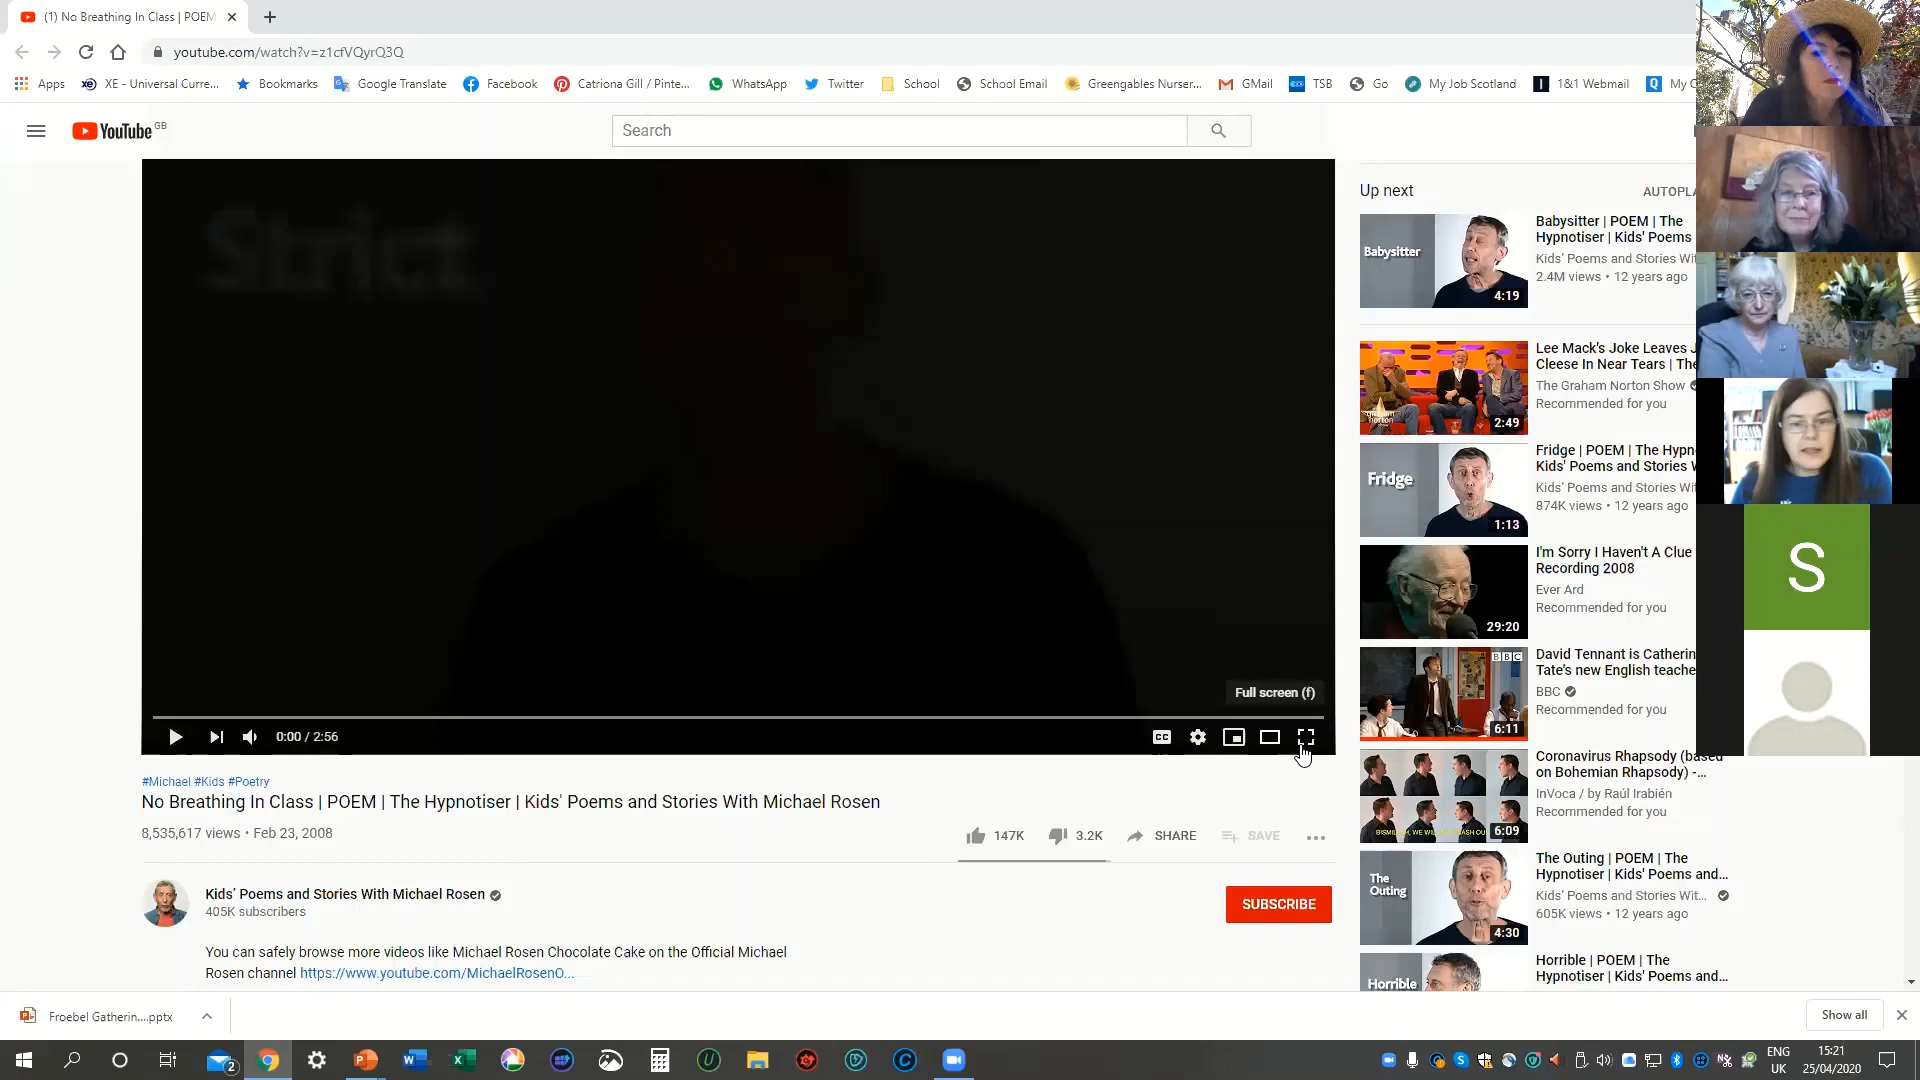 (1) No Breathing In Class | POEM
youtube.com/watch?v=z1cfVQyrQ3Q
Apps
XE - Universal Curre...
Bookmarks
Google Translate
Facebook
Catriona Gill / Pinte...
WhatsApp
Twitter
School
School Email
Greengables Nurser...
GMail
TSB
Go
My Job Scotland
1&1 Webmail
My C
YouTube GB
Search
Strict
Full screen (f)
0:00 / 2:56
#Michael #Kids #Poetry
No Breathing In Class | POEM | The Hypnotiser | Kids' Poems and Stories With Michael Rosen
8,535,617 views • Feb 23, 2008
147K
3.2K
SHARE
SAVE
Kids' Poems and Stories With Michael Rosen
405K subscribers
SUBSCRIBE
You can safely browse more videos like Michael Rosen Chocolate Cake on the Official Michael
Rosen channel https://www.youtube.com/MichaelRosenO...
Up next
AUTOPLA
Babysitter
4:19
Babysitter | POEM | The
Hypnotiser | Kids' Poems
Kids' Poems and Stories Wit
2.4M views • 12 years ago
2:49
Lee Mack's Joke Leaves J
Cleese In Near Tears | The
The Graham Norton Show
Recommended for you
Fridge
1:13
Fridge | POEM | The Hypn
Kids' Poems and Stories W
Kids' Poems and Stories Wit
874K views • 12 years ago
29:20
I'm Sorry I Haven't A Clue
Recording 2008
Ever Ard
Recommended for you
BBC
6:11
David Tennant is Catherin
Tate's new English teache
BBC
Recommended for you
6:09
Coronavirus Rhapsody (based
on Bohemian Rhapsody) -...
InVoca / by Raúl Irabién
Recommended for you
The
Outing
4:30
The Outing | POEM | The
Hypnotiser | Kids' Poems and...
Kids' Poems and Stories Wit...
605K views • 12 years ago
Horrible
Horrible | POEM | The
Hypnotiser | Kids' Poems and...
S
Froebel Gatherin....pptx
Show all
2
ENG
UK
15:21
25/04/2020